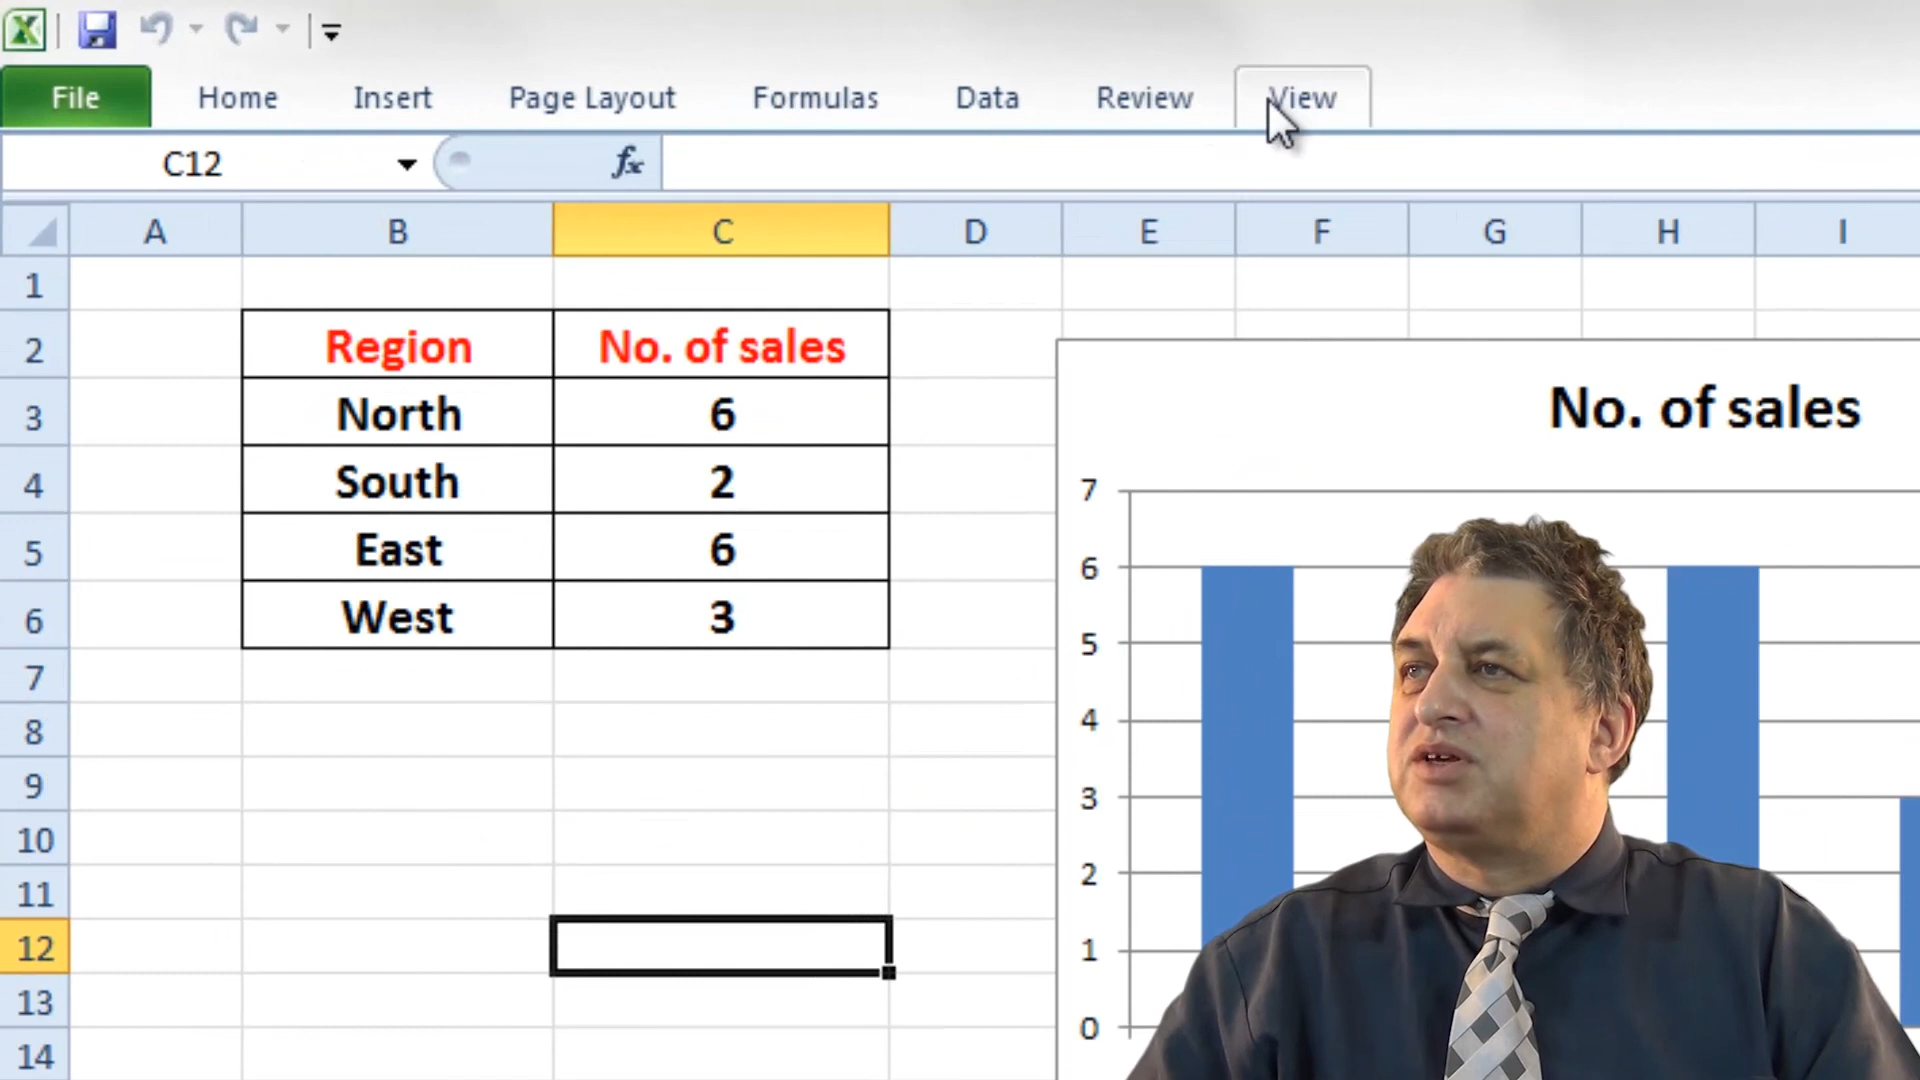 File Home Insert Page Layout Formulas Data Review View
C12 fx
A B C D E F G H I
1
2 Region No. of sales
3 North 6
4 South 2
5 East 6
6 West 3
7
8
9
10
11
12
13
14
No. of sales
7
6
5
4
3
2
1
0